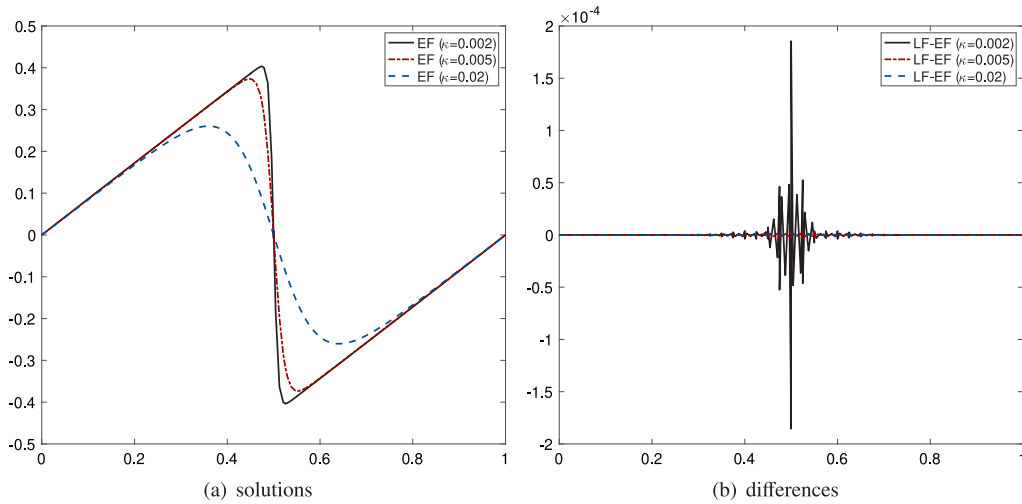 0.5
0.4
0.3
0.2
0.1
0
-0.1
-0.2
-0.3
-0.4
-0.5
0 0.2 0.4 0.6 0.8 1
EF (κ=0.002)
EF (κ=0.005)
EF (κ=0.02)
(a) solutions
2 ×10⁻⁴
1.5
1
0.5
0
-0.5
-1
-1.5
-2
0 0.2 0.4 0.6 0.8 1
LF-EF (κ=0.002)
LF-EF (κ=0.005)
LF-EF (κ=0.02)
(b) differences